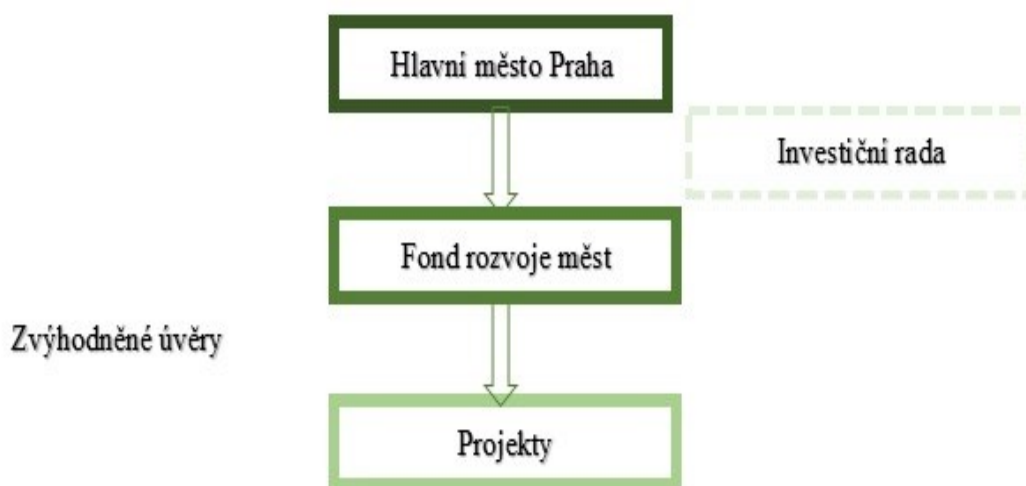 Hlavní město Praha
Investiční rada
Fond rozvoje měst
Zvýhodněné úvěry
Projekty